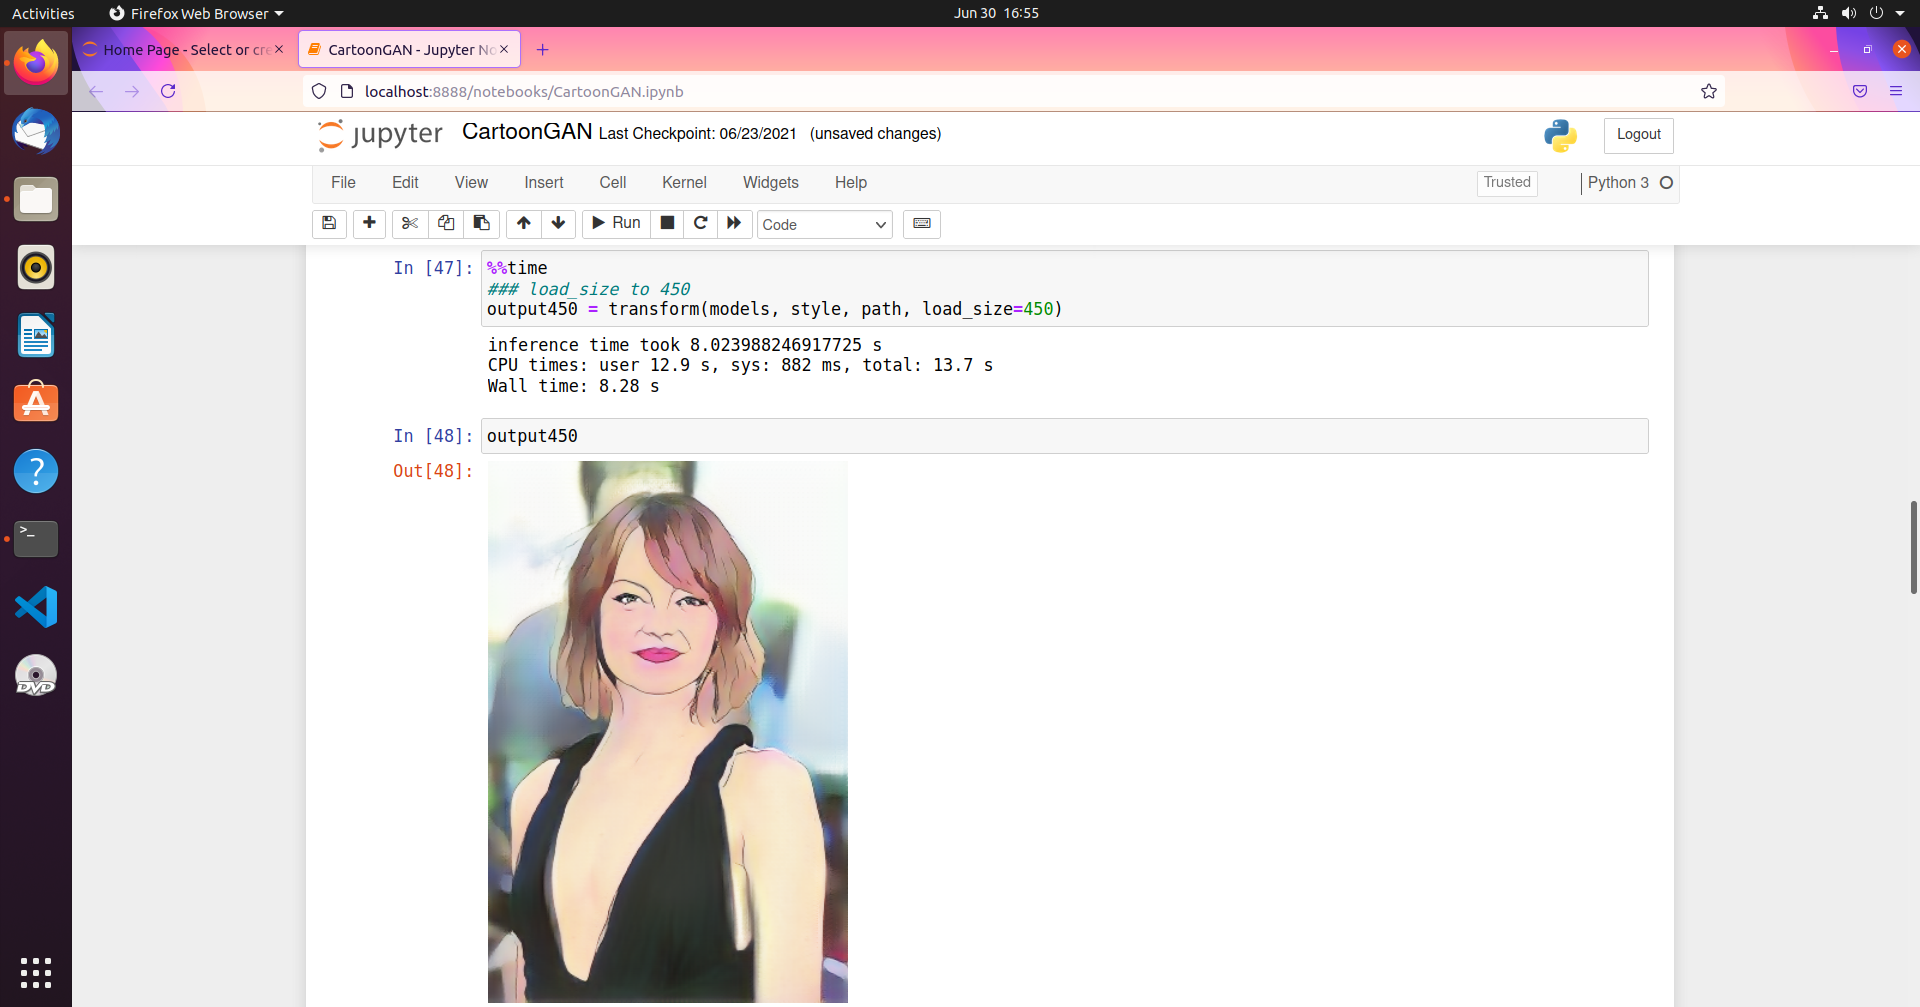 Activities
Firefox Web Browser
Jun 30 16:55
Home Page - Select or cre
CartoonGAN - Jupyter No
localhost:8888/notebooks/CartoonGAN.ipynb
jupyter
CartoonGAN Last Checkpoint: 06/23/2021 (unsaved changes)
Logout
File Edit View Insert Cell Kernel Widgets Help
Trusted
Python 3
Run
Code
In [47]:
%%time
### load_size to 450
output450 = transform(models, style, path, load_size=450)
inference time took 8.023988246917725 s
CPU times: user 12.9 s, sys: 882 ms, total: 13.7 s
Wall time: 8.28 s
In [48]:
output450
Out[48]:
>_
?
DVD